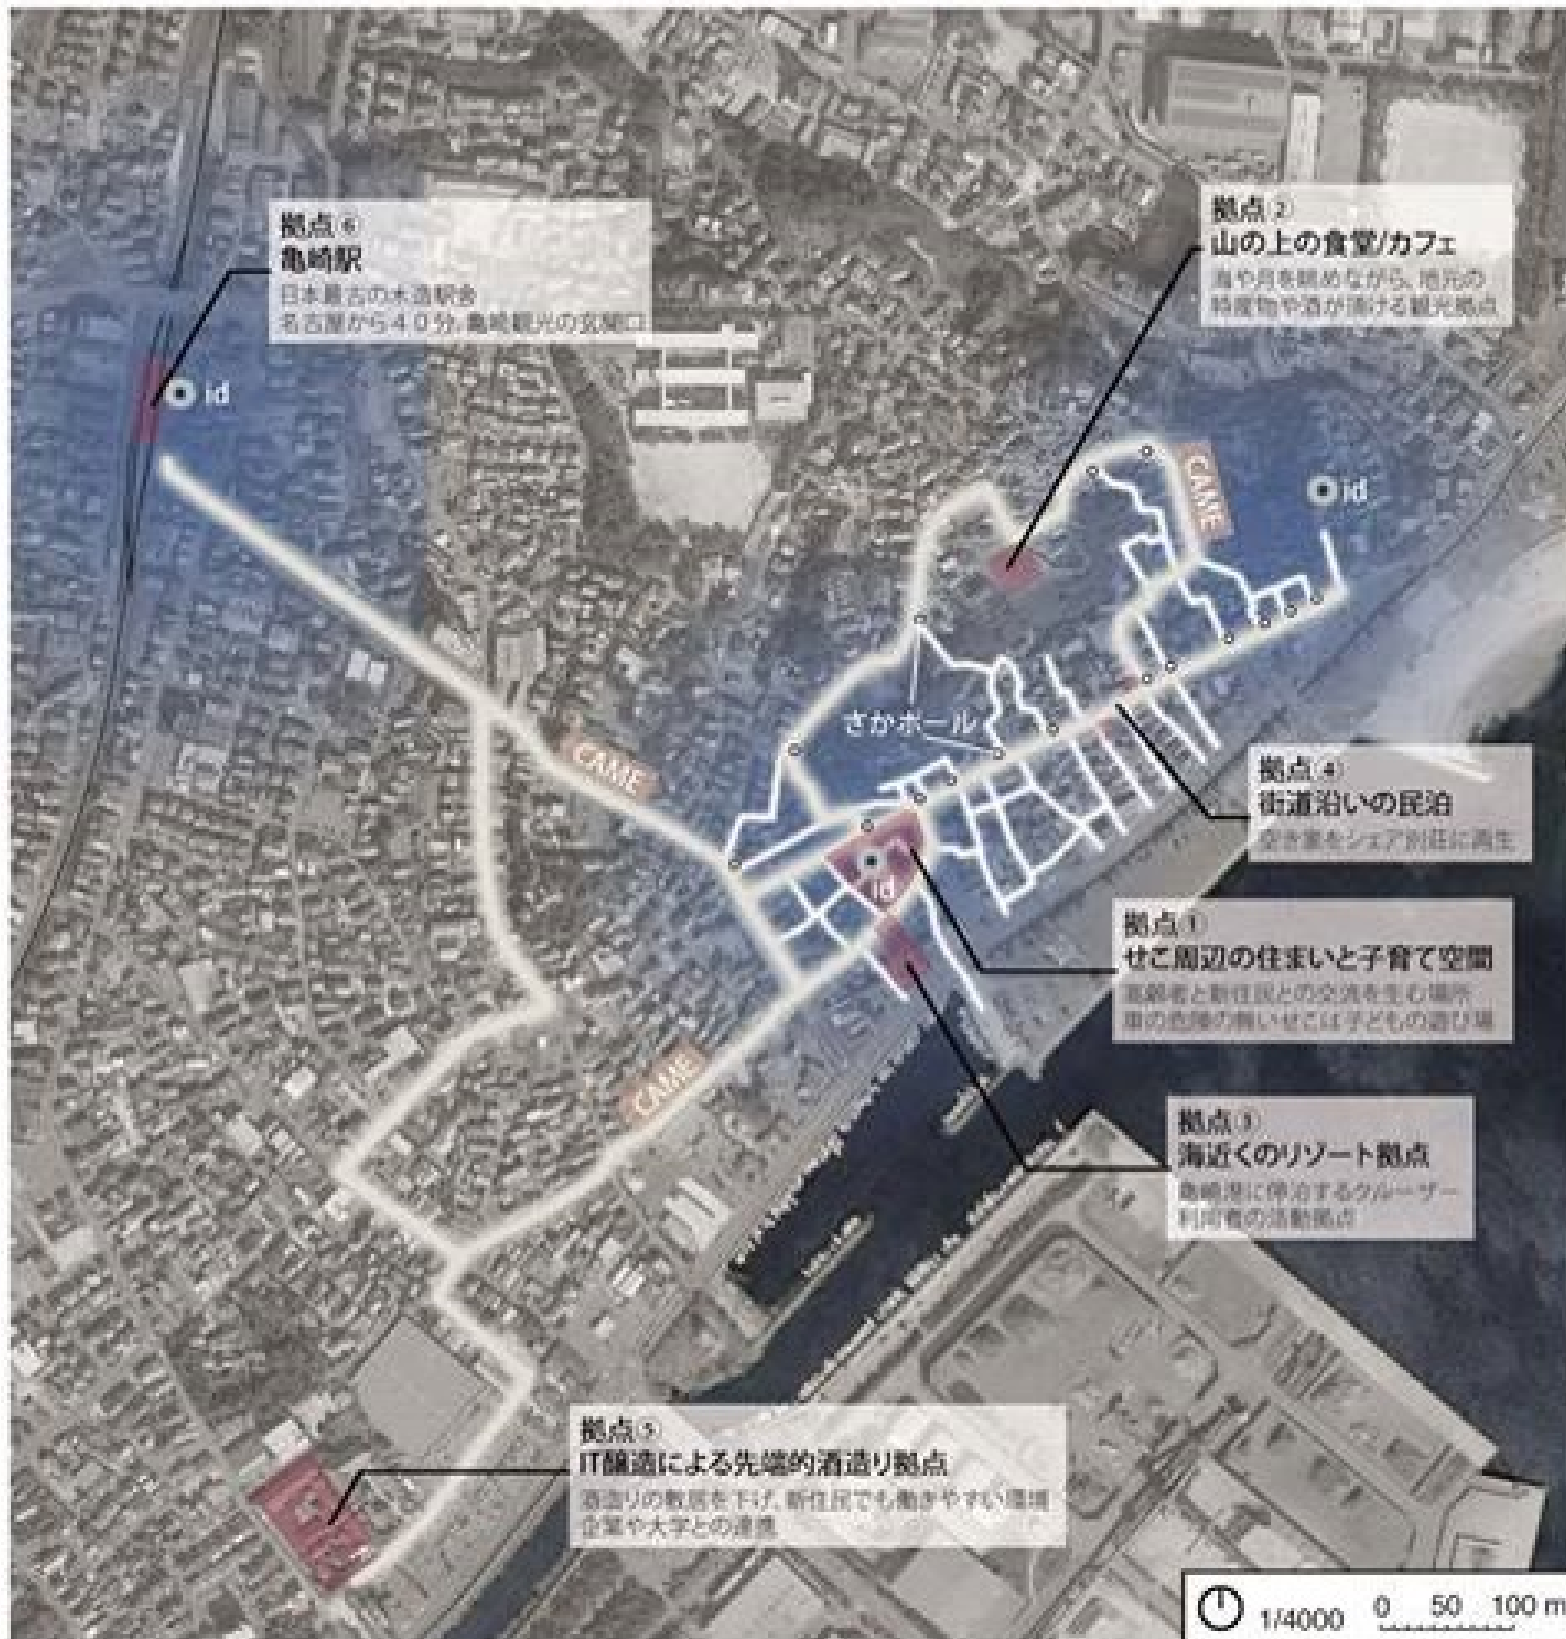 拠点⑥
亀崎駅
日本最古の木造駅舎
名古屋から40分、亀崎観光の玄関口
拠点②
山の上の食堂/カフェ
海や月を眺めながら、地元の
特産物や酒が頂ける観光拠点
id
id
CAME
さかホール
CAME
拠点④
街道沿いの民泊
空き家をシェア別荘に再生
id
拠点①
せこ周辺の住まいと子育て空間
高齢者と新住民との交流を生む場所
車の危険の無いせこは子どもの遊び場
CAME
拠点③
海近くのリゾート拠点
亀崎港に停泊するクルーザー
利用者の活動拠点
拠点⑤
IT醸造による先端的酒造り拠点
酒造りの敷居を下げ、新住民でも働きやすい環境
企業や大学との連携
1/4000 0 50 100 m